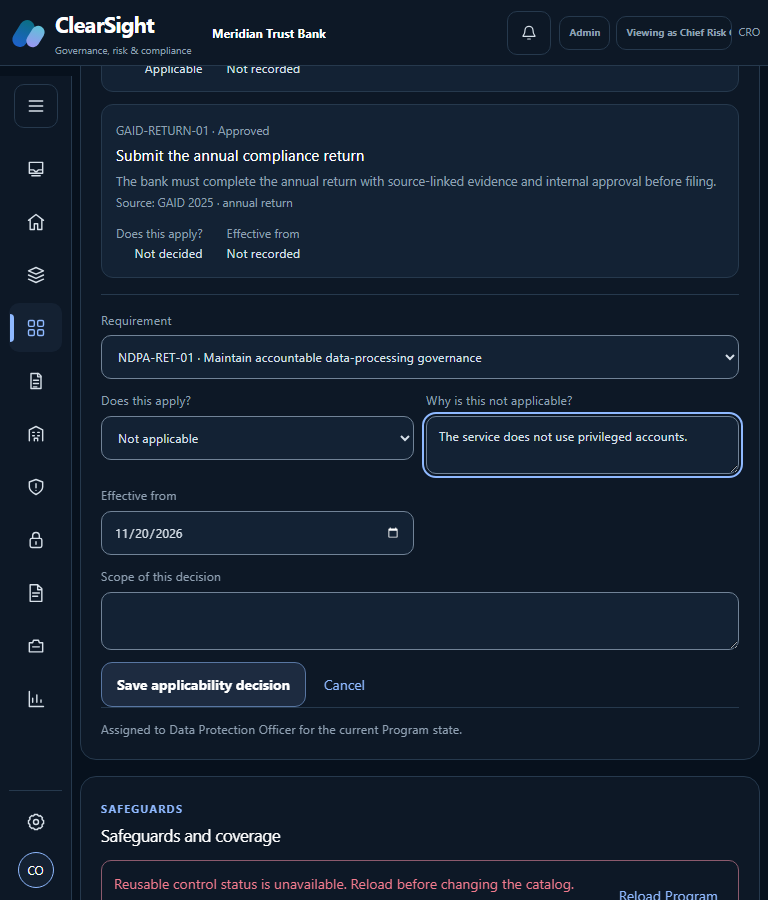 ClearSight
Governance, risk & compliance
Meridian Trust Bank
Admin
Viewing as Chief Risk
CRO
Applicable Not recorded
GAID-RETURN-01 · Approved
Submit the annual compliance return
The bank must complete the annual return with source-linked evidence and internal approval before filing.
Source: GAID 2025 · annual return
Does this apply? Effective from
Not decided Not recorded
Requirement
NDPA-RET-01 · Maintain accountable data-processing governance
Does this apply? Why is this not applicable?
Not applicable The service does not use privileged accounts.
Effective from
11/20/2026
Scope of this decision
Save applicability decision Cancel
Assigned to Data Protection Officer for the current Program state.
SAFEGUARDS
Safeguards and coverage
Reusable control status is unavailable. Reload before changing the catalog.
Reload Program
CO